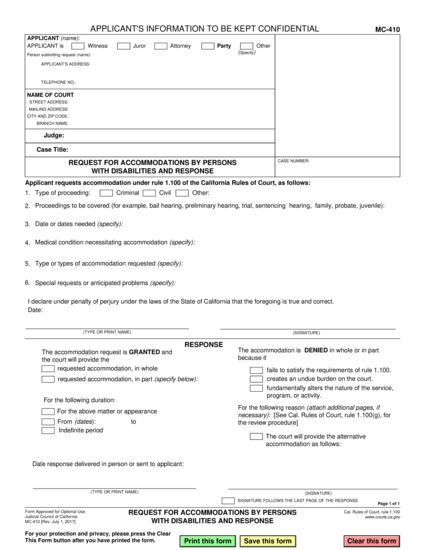 APPLICANT'S INFORMATION TO BE KEPT CONFIDENTIAL
MC-410
APPLICANT (name):
APPLICANT is Witness Juror Attorney Party Other
(Specify)
Person submitting request (name):
APPLICANT'S ADDRESS:
TELEPHONE NO.:
NAME OF COURT
STREET ADDRESS:
MAILING ADDRESS:
CITY AND ZIP CODE:
BRANCH NAME:
Judge:
Case Title:
REQUEST FOR ACCOMMODATIONS BY PERSONS
WITH DISABILITIES AND RESPONSE
CASE NUMBER:
Applicant requests accommodation under rule 1.100 of the California Rules of Court, as follows:
1. Type of proceeding: Criminal Civil Other:
2. Proceedings to be covered (for example, bail hearing, preliminary hearing, trial, sentencing hearing, family, probate, juvenile):
3. Date or dates needed (specify):
4. Medical condition necessitating accommodation (specify):
5. Type or types of accommodation requested (specify):
6. Special requests or anticipated problems (specify):
I declare under penalty of perjury under the laws of the State of California that the foregoing is true and correct.
Date:
(TYPE OR PRINT NAME)
(SIGNATURE)
RESPONSE
The accommodation request is GRANTED and
the court will provide the
requested accommodation, in whole
requested accommodation, in part (specify below):
For the following duration:
For the above matter or appearance
From (dates): to
Indefinite period
The accommodation is DENIED in whole or in part
because it
fails to satisfy the requirements of rule 1.100.
creates an undue burden on the court.
fundamentally alters the nature of the service,
program, or activity.
For the following reason (attach additional pages, if
necessary): [See Cal. Rules of Court, rule 1.100(g), for
the review procedure]
The court will provide the alternative
accommodation as follows:
Date response delivered in person or sent to applicant:
(TYPE OR PRINT NAME)
(SIGNATURE)
SIGNATURE FOLLOWS THE LAST PAGE OF THE RESPONSE.
Page 1 of 1
Form Approved for Optional Use
Judicial Council of California
MC-410 [Rev. July 1, 2017]
REQUEST FOR ACCOMMODATIONS BY PERSONS
WITH DISABILITIES AND RESPONSE
Cal. Rules of Court, rule 1.100
www.courts.ca.gov
For your protection and privacy, please press the Clear
This Form button after you have printed the form.
Print this form
Save this form
Clear this form